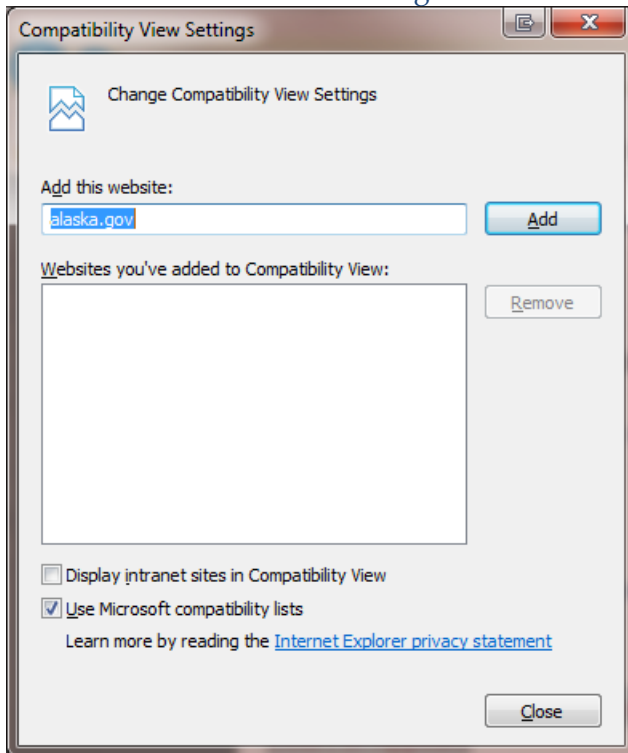 Compatibility View Settings
Change Compatibility View Settings
Add this website:
alaska.gov
Add
Websites you've added to Compatibility View:
Remove
Display intranet sites in Compatibility View
Use Microsoft compatibility lists
Learn more by reading the Internet Explorer privacy statement
Close